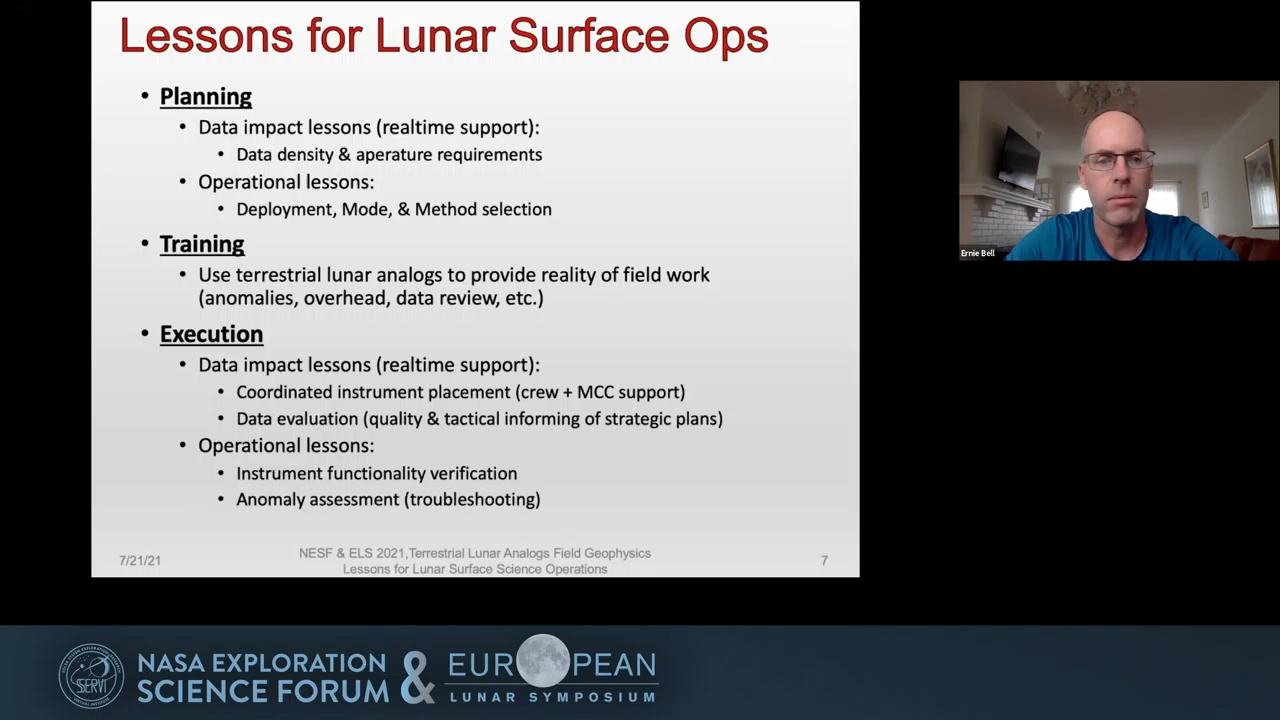 Lessons for Lunar Surface Ops
• Planning
• Data impact lessons (realtime support):
• Data density & aperature requirements
• Operational lessons:
• Deployment, Mode, & Method selection
• Training
• Use terrestrial lunar analogs to provide reality of field work
(anomalies, overhead, data review, etc.)
• Execution
• Data impact lessons (realtime support):
• Coordinated instrument placement (crew + MCC support)
• Data evaluation (quality & tactical informing of strategic plans)
• Operational lessons:
• Instrument functionality verification
• Anomaly assessment (troubleshooting)
7/21/21
NESF & ELS 2021,Terrestrial Lunar Analogs Field Geophysics
Lessons for Lunar Surface Science Operations
7
Ernie Bell
NASA EXPLORATION
SCIENCE FORUM
&
EUROPEAN
LUNAR SYMPOSIUM